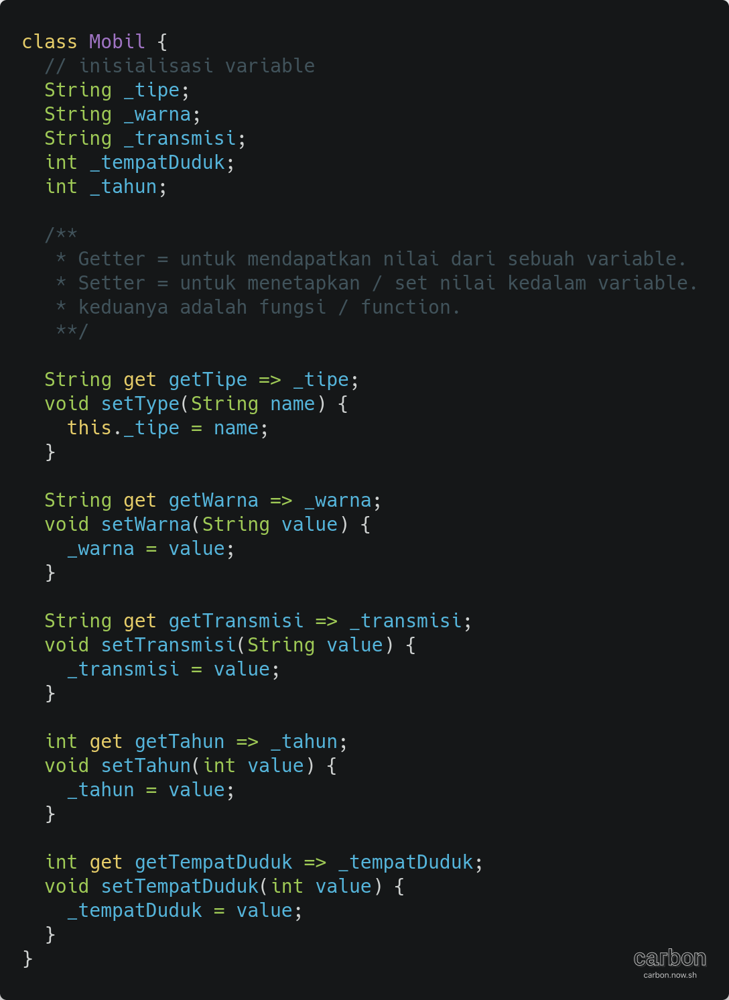 class Mobil {
  // inisialisasi variable
  String _tipe;
  String _warna;
  String _transmisi;
  int _tempatDuduk;
  int _tahun;

  /**
   * Getter = untuk mendapatkan nilai dari sebuah variable.
   * Setter = untuk menetapkan / set nilai kedalam variable.
   * keduanya adalah fungsi / function.
   **/

  String get getTipe => _tipe;
  void setType(String name) {
    this._tipe = name;
  }

  String get getWarna => _warna;
  void setWarna(String value) {
    _warna = value;
  }

  String get getTransmisi => _transmisi;
  void setTransmisi(String value) {
    _transmisi = value;
  }

  int get getTahun => _tahun;
  void setTahun(int value) {
    _tahun = value;
  }

  int get getTempatDuduk => _tempatDuduk;
  void setTempatDuduk(int value) {
    _tempatDuduk = value;
  }
}
carbon
carbon.now.sh